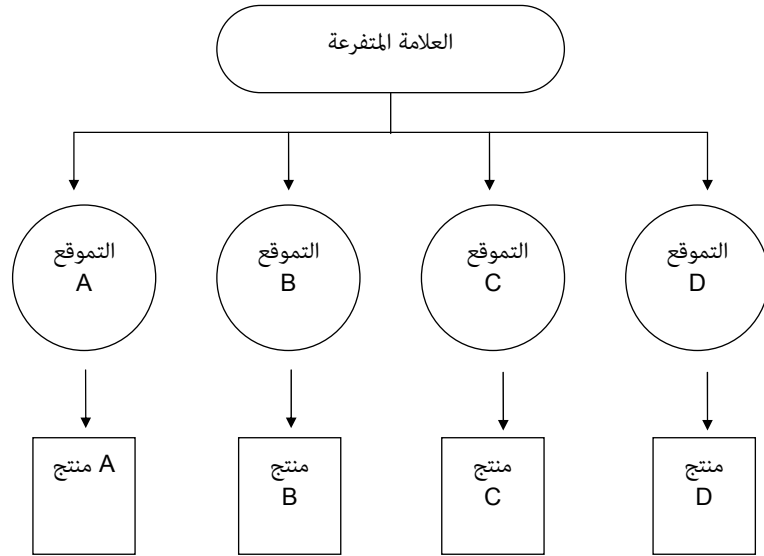 العلامة المتفرعة
التموقع
A
التموقع
B
التموقع
C
التموقع
D
منتج A
منتج
B
منتج
C
منتج
D